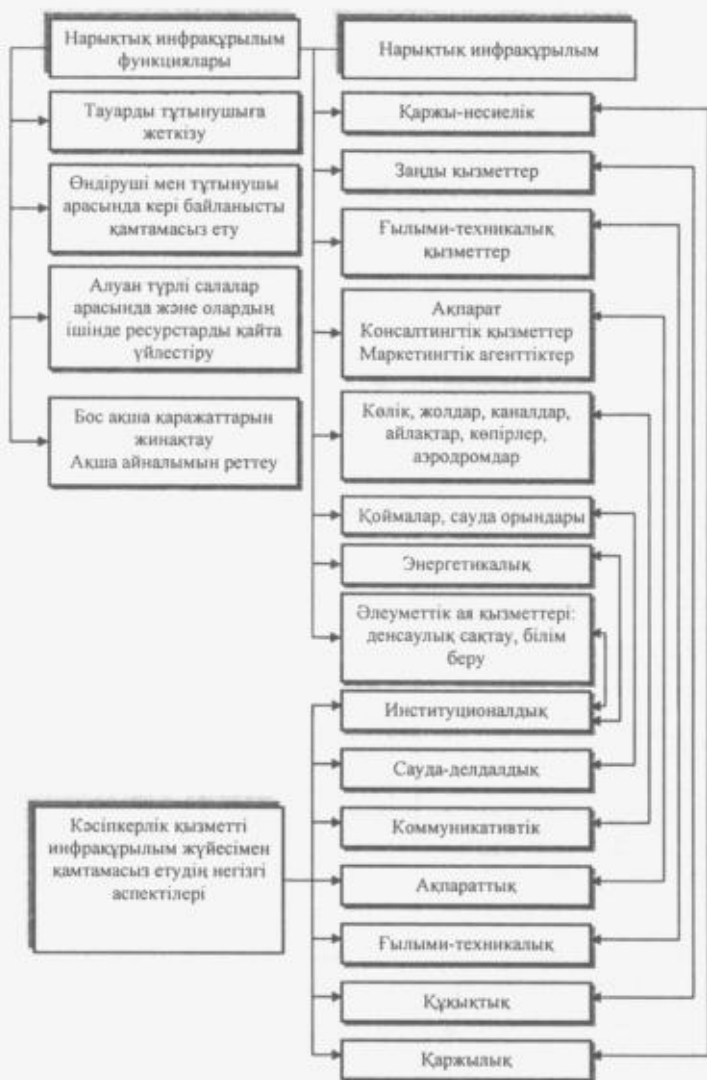 Нарықтық инфрақұрылым
функциялары
Нарықтық инфрақұрылым
Тауарды тұтынушыға
жеткізу
Өндіруші мен тұтынушы
арасында кері байланысты
қамтамасыз ету
Алуан түрлі салалар
арасында және олардың
ішінде ресурстарды қайта
үйлестіру
Бос ақша қаражаттарын
жинақтау
Ақша айналымын реттеу
Қаржы-несиелік
Заңды қызметтер
Ғылыми-техникалық
қызметтер
Ақпарат
Консалтингтік қызметтер
Маркетингтік агенттіктер
Көлік, жолдар, каналдар,
айлақтар, көпірлер,
аэродромдар
Қоймалар, сауда орындары
Энергетикалық
Әлеуметтік ая қызметтері:
денсаулық сақтау, білім
беру
Кәсіпкерлік қызметті
инфрақұрылым жүйесімен
қамтамасыз етудің негізгі
аспектілері
Институционалдық
Сауда-делдалдық
Коммуникативтік
Ақпараттық
Ғылыми-техникалық
Құқықтық
Қаржылық